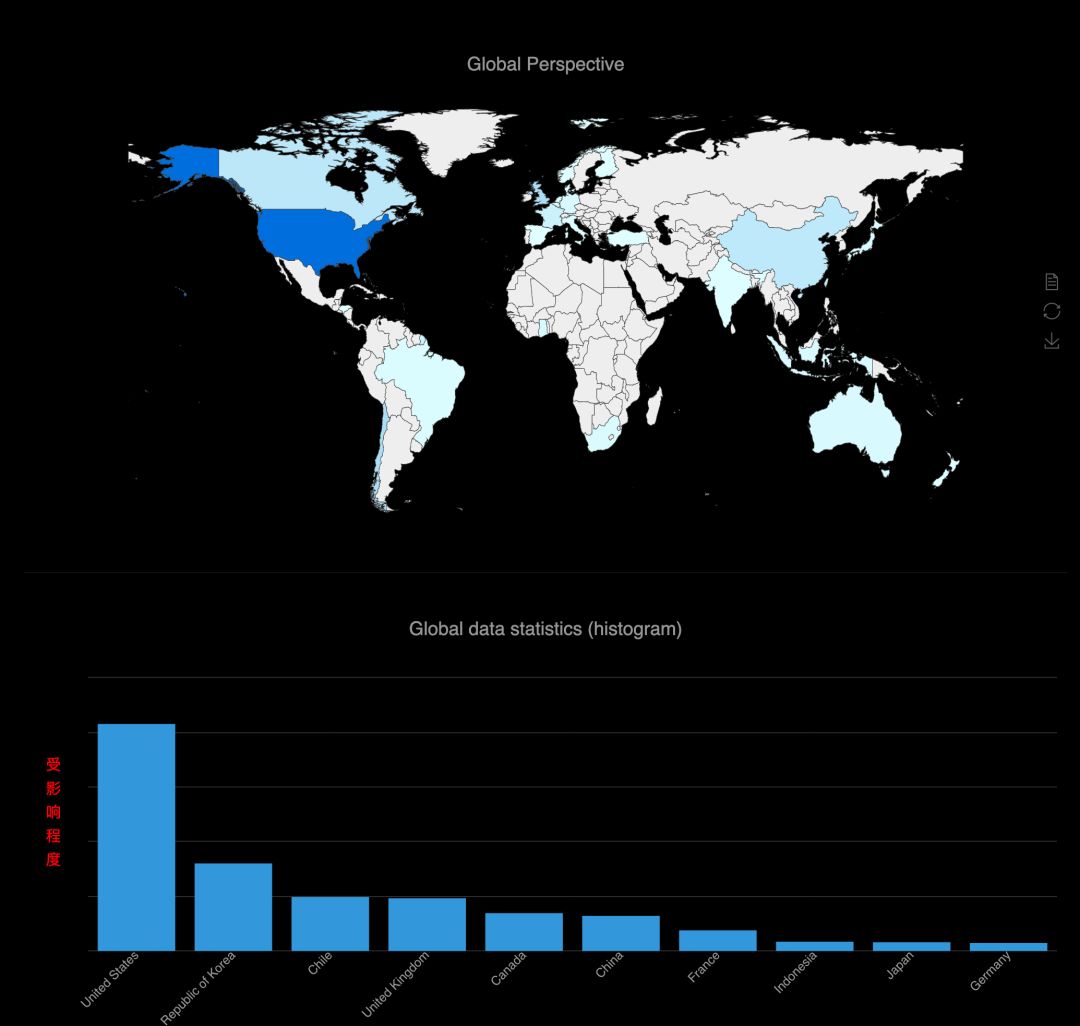 Global Perspective
Global data statistics (histogram)
受影响程度
United States
Republic of Korea
Chile
United Kingdom
Canada
China
France
Indonesia
Japan
Germany